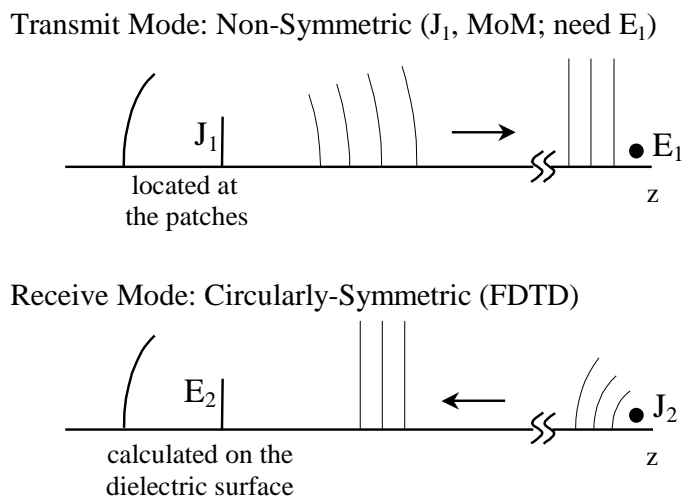 Transmit Mode: Non-Symmetric (J₁, MoM; need E₁)
J₁
E₁
located at
the patches
z
Receive Mode: Circularly-Symmetric (FDTD)
E₂
J₂
calculated on the
dielectric surface
z